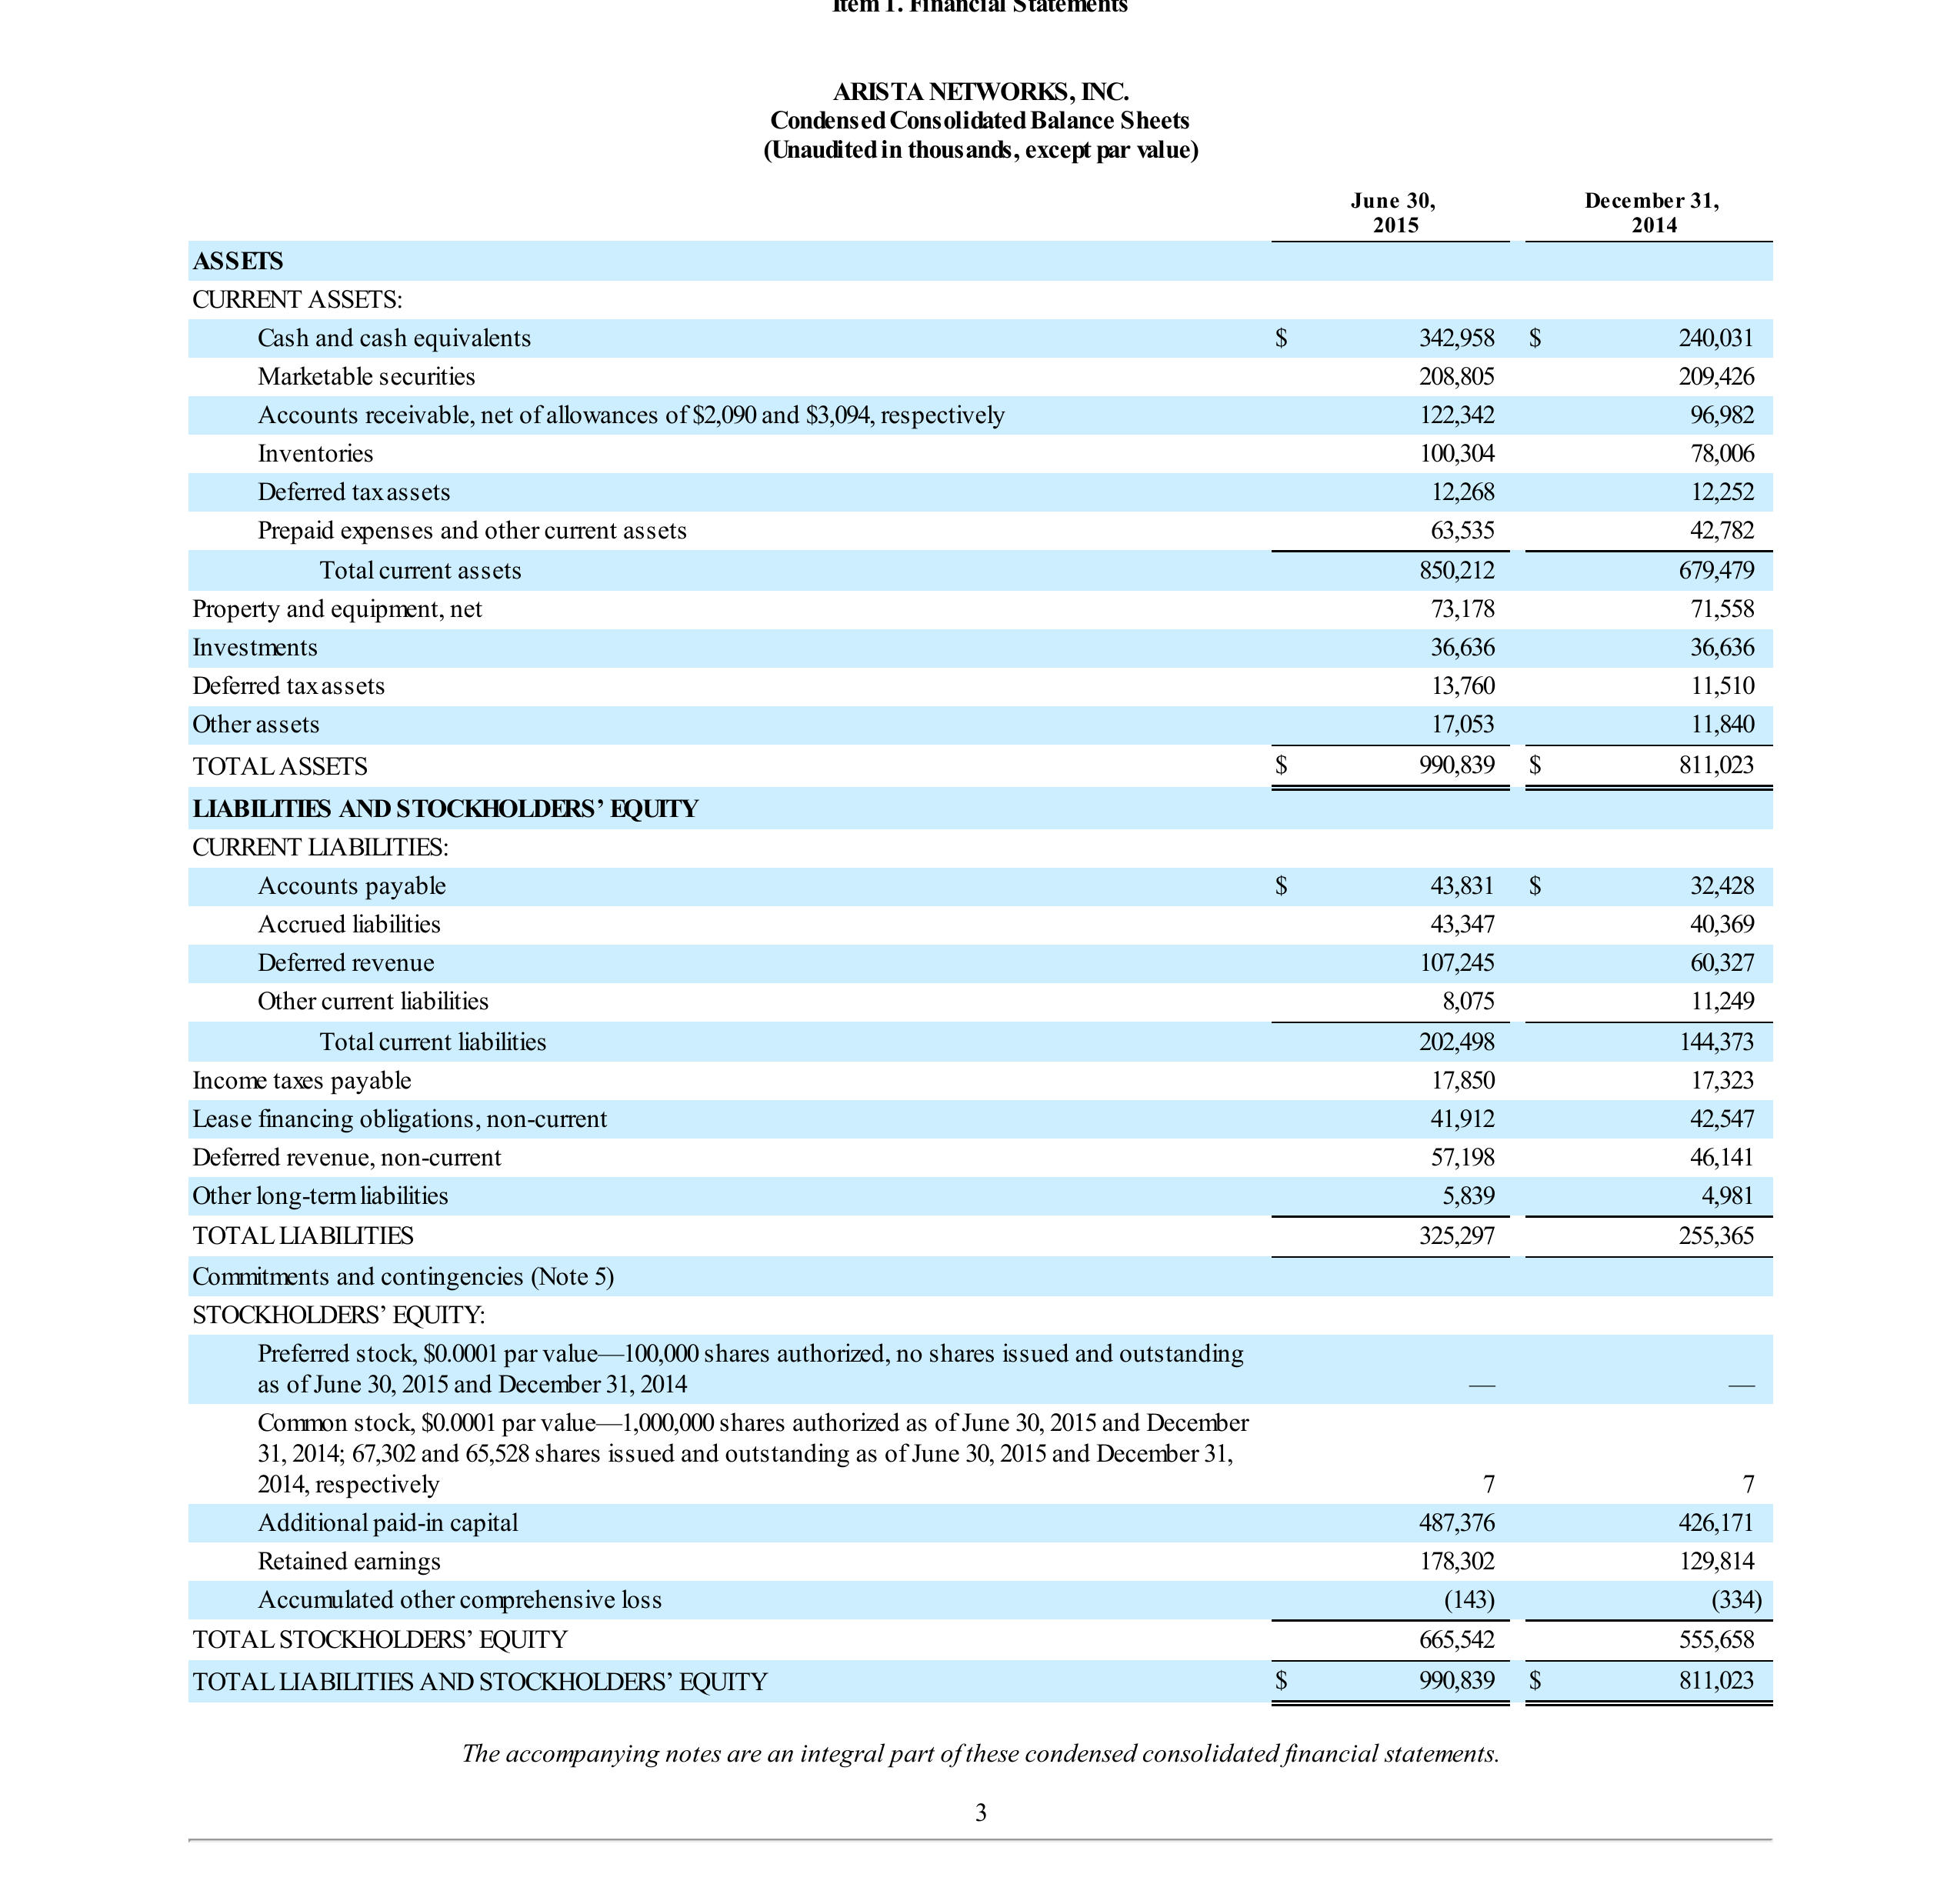 Item 1. Financial Statements
ARISTA NETWORKS, INC.
Condensed Consolidated Balance Sheets
(Unaudited in thousands, except par value)
June 30, December 31,
2015 2014
ASSETS
CURRENT ASSETS:
Cash and cash equivalents $ 342,958 $ 240,031
Marketable securities 208,805 209,426
Accounts receivable, net of allowances of $2,090 and $3,094, respectively 122,342 96,982
Inventories 100,304 78,006
Deferred tax assets 12,268 12,252
Prepaid expenses and other current assets 63,535 42,782
Total current assets 850,212 679,479
Property and equipment, net 73,178 71,558
Investments 36,636 36,636
Deferred tax assets 13,760 11,510
Other assets 17,053 11,840
TOTAL ASSETS $ 990,839 $ 811,023
LIABILITIES AND STOCKHOLDERS’ EQUITY
CURRENT LIABILITIES:
Accounts payable $ 43,831 $ 32,428
Accrued liabilities 43,347 40,369
Deferred revenue 107,245 60,327
Other current liabilities 8,075 11,249
Total current liabilities 202,498 144,373
Income taxes payable 17,850 17,323
Lease financing obligations, non-current 41,912 42,547
Deferred revenue, non-current 57,198 46,141
Other long-term liabilities 5,839 4,981
TOTAL LIABILITIES 325,297 255,365
Commitments and contingencies (Note 5)
STOCKHOLDERS’ EQUITY:
Preferred stock, $0.0001 par value—100,000 shares authorized, no shares issued and outstanding
as of June 30, 2015 and December 31, 2014 — —
Common stock, $0.0001 par value—1,000,000 shares authorized as of June 30, 2015 and December
31, 2014; 67,302 and 65,528 shares issued and outstanding as of June 30, 2015 and December 31,
2014, respectively 7 7
Additional paid-in capital 487,376 426,171
Retained earnings 178,302 129,814
Accumulated other comprehensive loss (143) (334)
TOTAL STOCKHOLDERS’ EQUITY 665,542 555,658
TOTAL LIABILITIES AND STOCKHOLDERS’ EQUITY $ 990,839 $ 811,023
The accompanying notes are an integral part of these condensed consolidated financial statements.
3